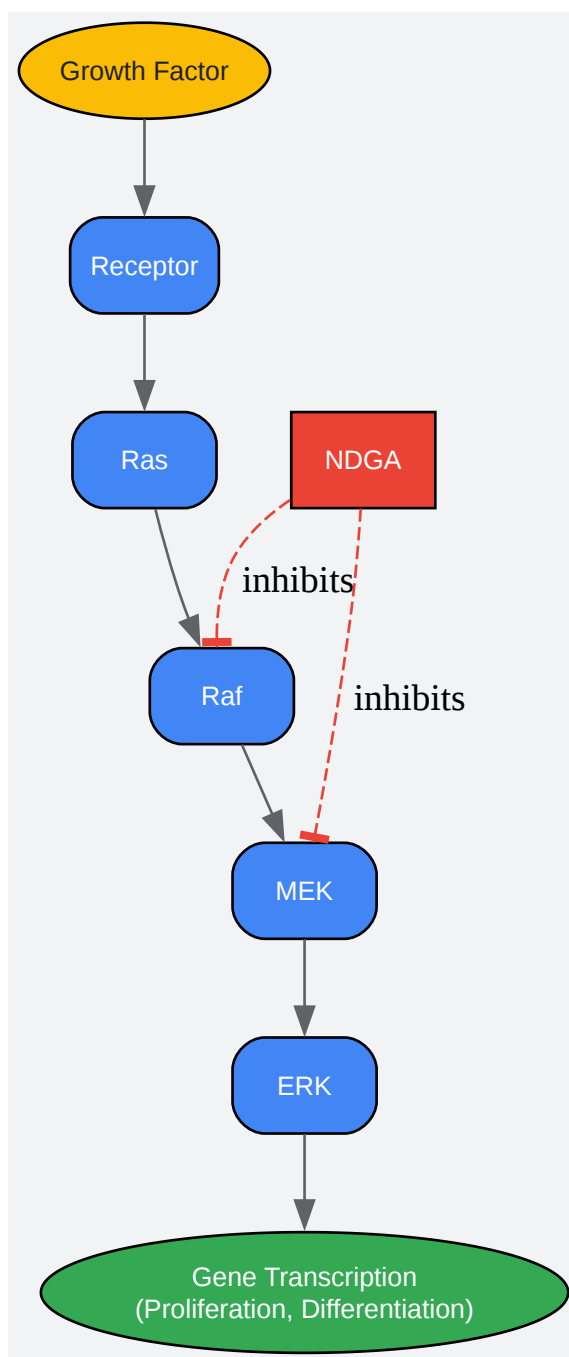 Growth Factor
Receptor
Ras
NDGA
inhibits
Raf
inhibits
MEK
ERK
Gene Transcription
(Proliferation, Differentiation)